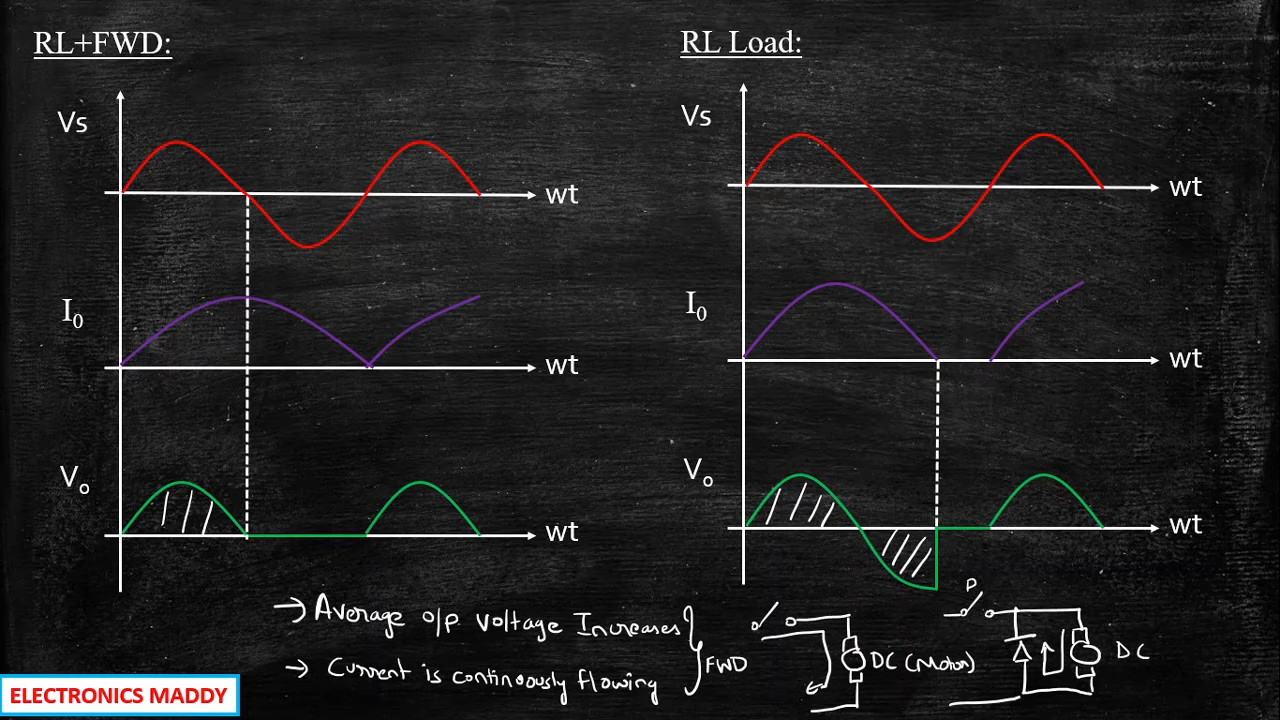 RL+FWD:
RL Load:
Vs
wt
I0
wt
Vo
wt
Vs
wt
I0
wt
Vo
wt
→ Average o/p voltage Increases
→ Current is continuously flowing
FWD
DC (Motor)
P
DC
ELECTRONICS MADDY